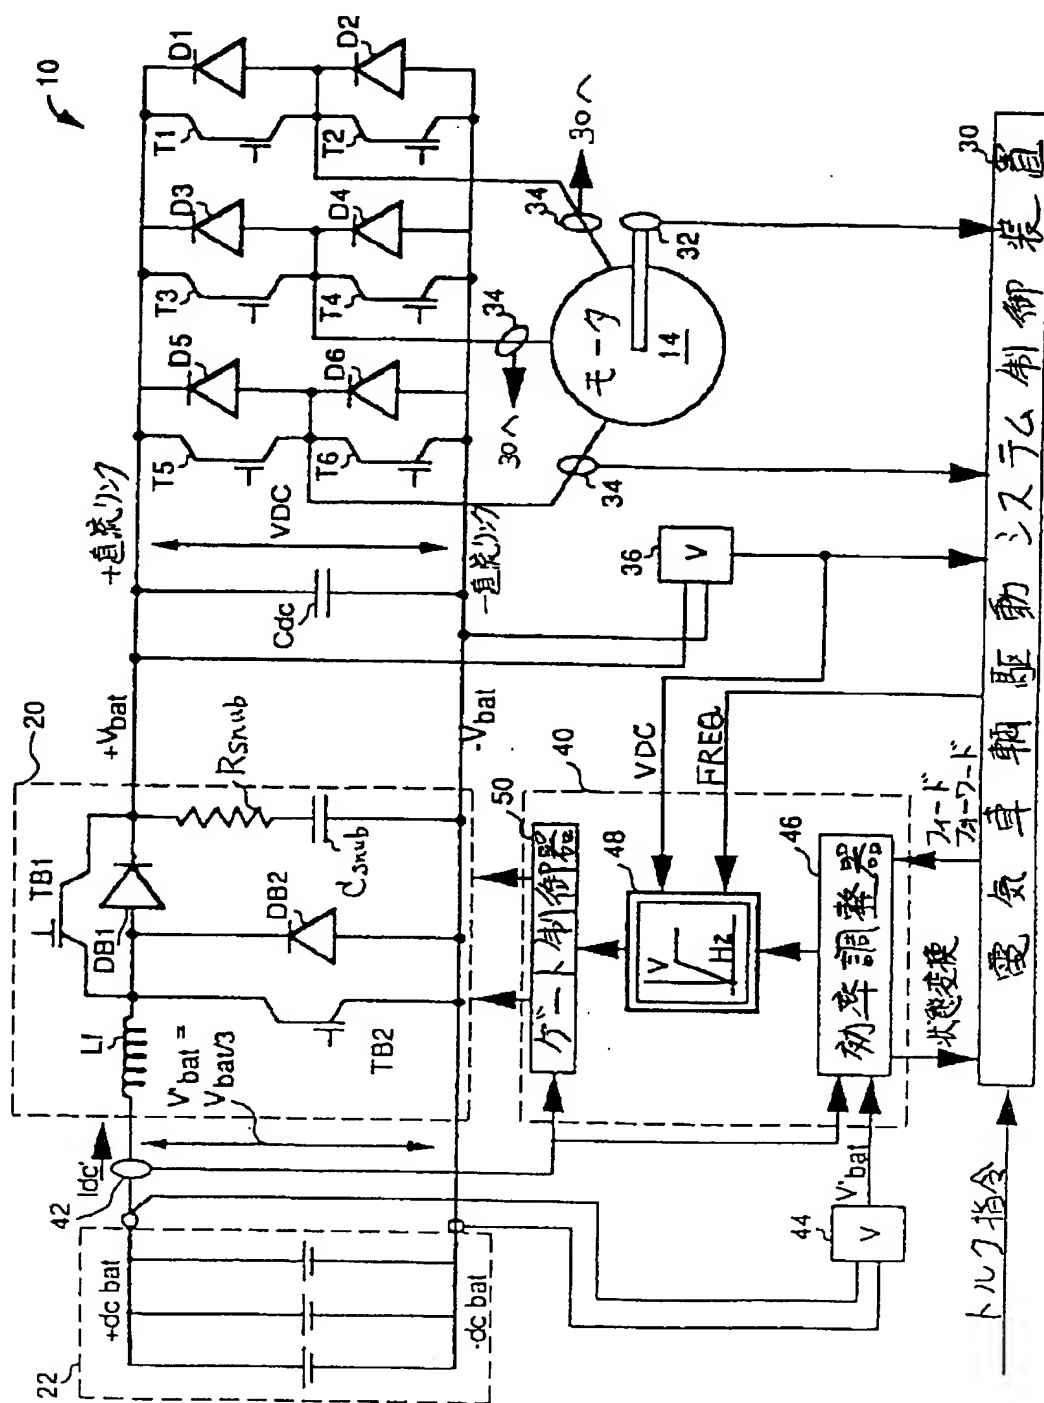 10
20
+Vbat
+直流リンク
TB1
DB1
Lf
V'bat =
Vbat/3
Rsnub
Csnub
DB2
TB2
Idc'
42
22
+dc bat
-dc bat
-Vbat
Cdc
VDC
-直流リンク
T5
D5
T6
D6
T3
D3
T4
D4
T1
D1
T2
D2
34
30へ
34
30へ
34
32
モータ
14
36
V
40
50
ゲート制御器
48
V
Hz
VDC
FREQ
46
効率調整器
44
V
V'bat
状態変換
フィード
フォーワード
30
電気車輌駆動システム制御装置
トルク指令